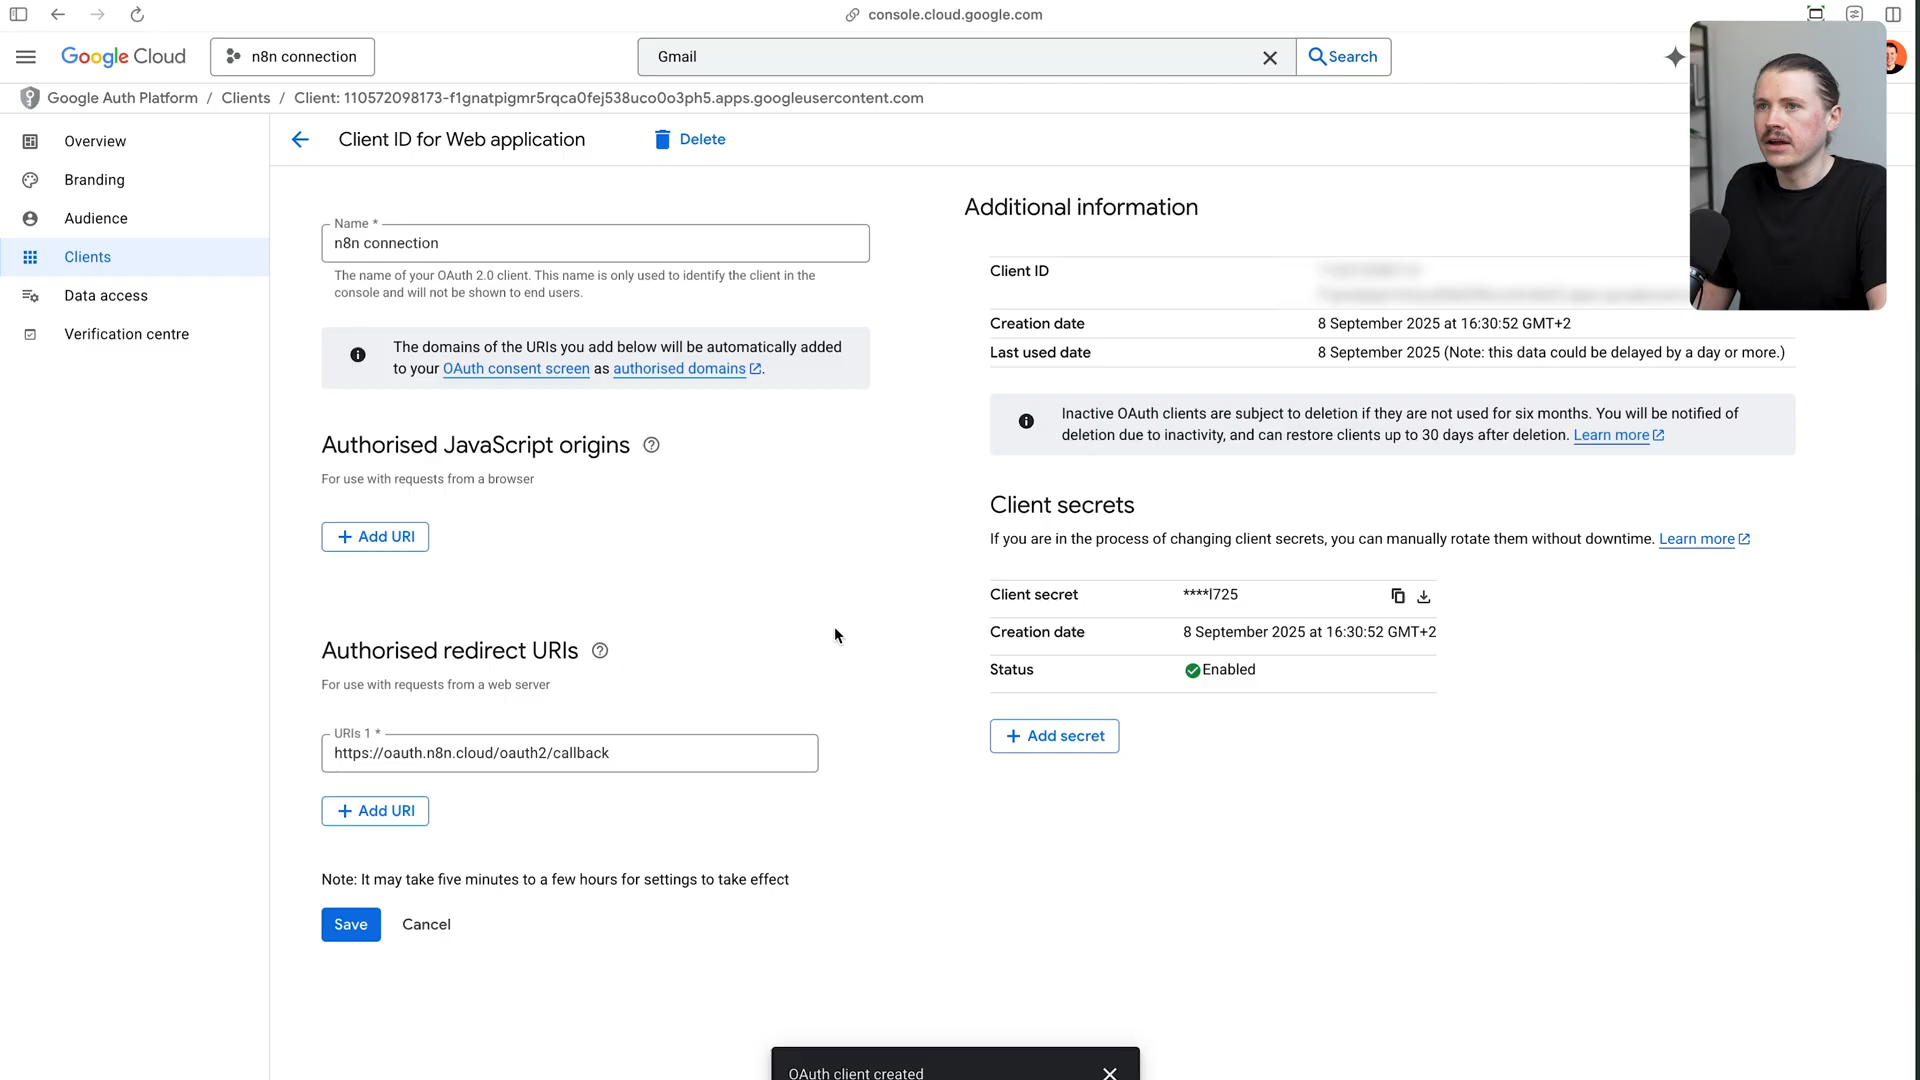 console.cloud.google.com
Google Cloud
n8n connection
Gmail
Search
Google Auth Platform / Clients / Client: 110572098173-f1gnatpigmr5rqca0fej538uco0o3ph5.apps.googleusercontent.com
Overview
Branding
Audience
Clients
Data access
Verification centre
Client ID for Web application
Delete
Name *
n8n connection
The name of your OAuth 2.0 client. This name is only used to identify the client in the
console and will not be shown to end users.
The domains of the URIs you add below will be automatically added
to your OAuth consent screen as authorised domains.
Authorised JavaScript origins
For use with requests from a browser
+ Add URI
Authorised redirect URIs
For use with requests from a web server
URIs 1 *
https://oauth.n8n.cloud/oauth2/callback
+ Add URI
Note: It may take five minutes to a few hours for settings to take effect
Save
Cancel
Additional information
Client ID
Creation date
8 September 2025 at 16:30:52 GMT+2
Last used date
8 September 2025 (Note: this data could be delayed by a day or more.)
Inactive OAuth clients are subject to deletion if they are not used for six months. You will be notified of
deletion due to inactivity, and can restore clients up to 30 days after deletion. Learn more
Client secrets
If you are in the process of changing client secrets, you can manually rotate them without downtime. Learn more
Client secret
****l725
Creation date
8 September 2025 at 16:30:52 GMT+2
Status
Enabled
+ Add secret
OAuth client created